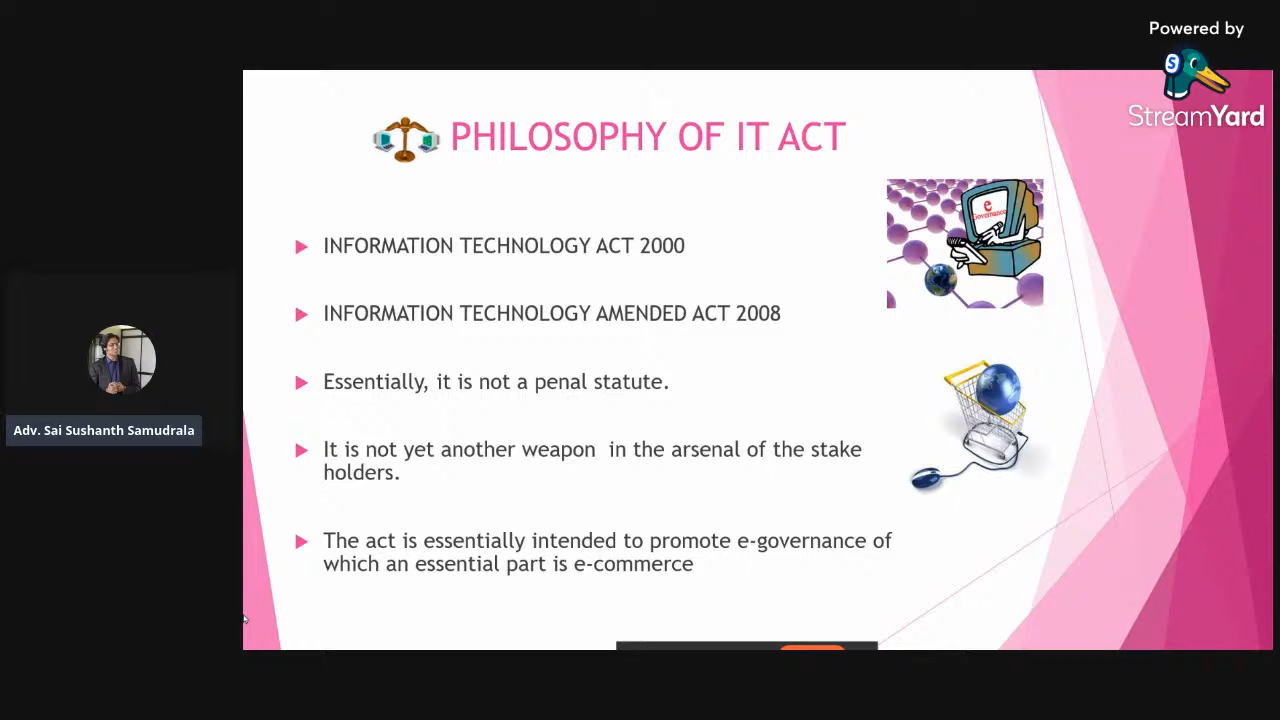 Powered by
StreamYard
PHILOSOPHY OF IT ACT
e
Governance
INFORMATION TECHNOLOGY ACT 2000
INFORMATION TECHNOLOGY AMENDED ACT 2008
Essentially, it is not a penal statute.
Adv. Sai Sushanth Samudrala
It is not yet another weapon in the arsenal of the stake
holders.
The act is essentially intended to promote e-governance of
which an essential part is e-commerce